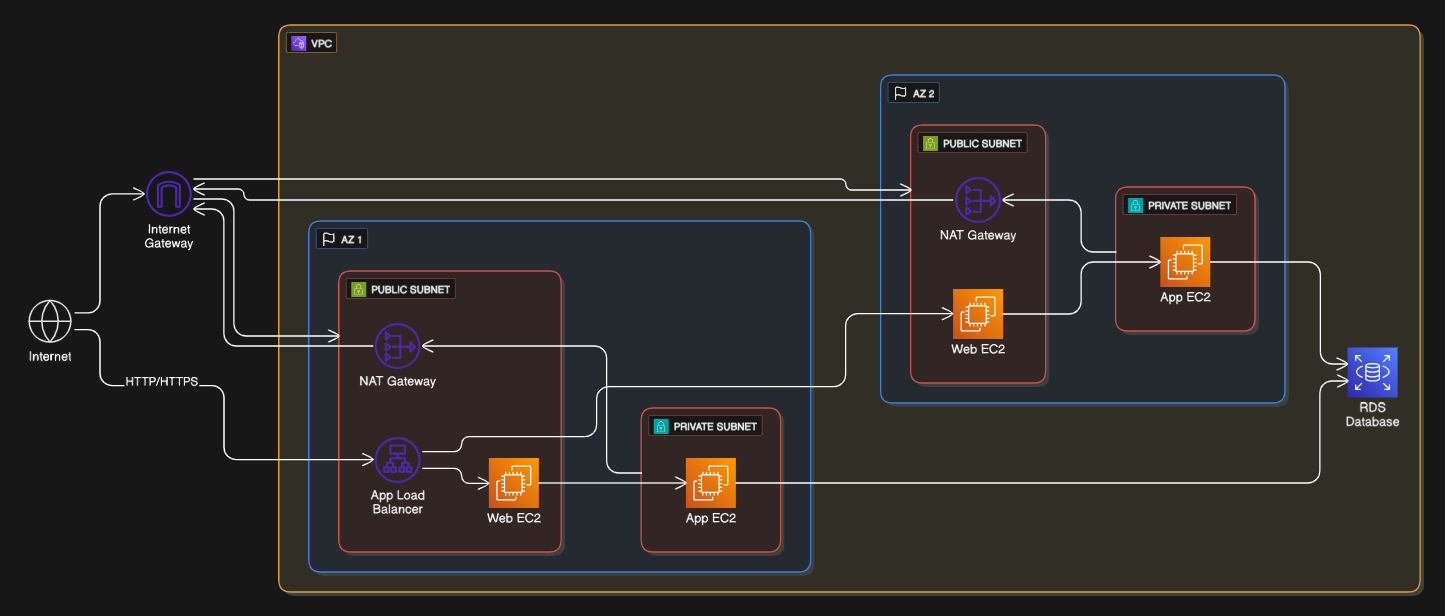 VPC
AZ 2
PUBLIC SUBNET
NAT Gateway
PRIVATE SUBNET
App EC2
Web EC2
Internet
Gateway
AZ 1
PUBLIC SUBNET
NAT Gateway
Internet
HTTP/HTTPS
App Load
Balancer
Web EC2
PRIVATE SUBNET
App EC2
RDS
Database